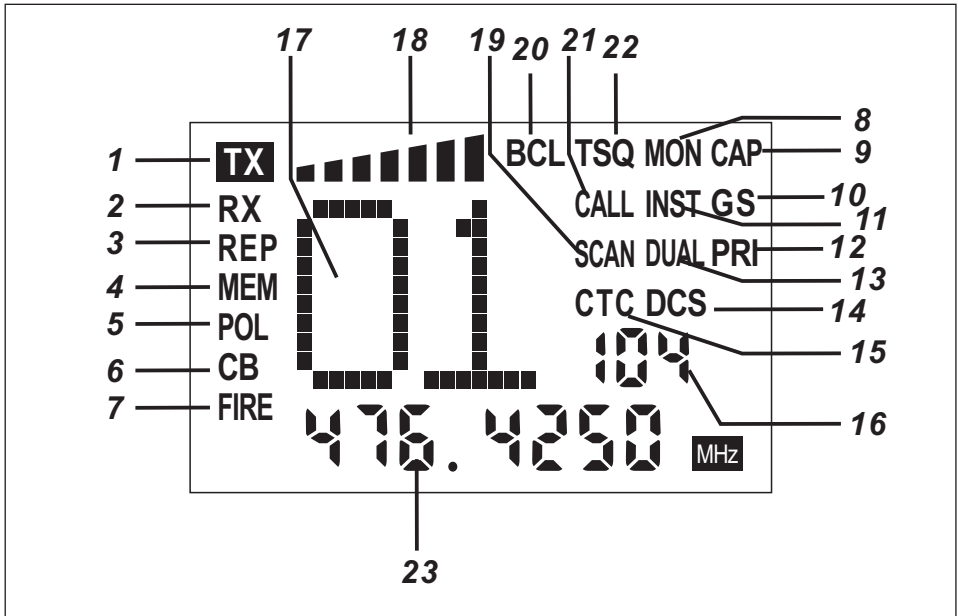 17 18 19 20 21 22
1 TX BCL TSQ MON CAP 8
9
2 RX CALL INST GS 10
11
3 REP SCAN DUAL PRI 12
4 MEM 13
5 POL CTC DCS 14
6 CB 104 15
7 FIRE 16
476.4250 MHz
01
23